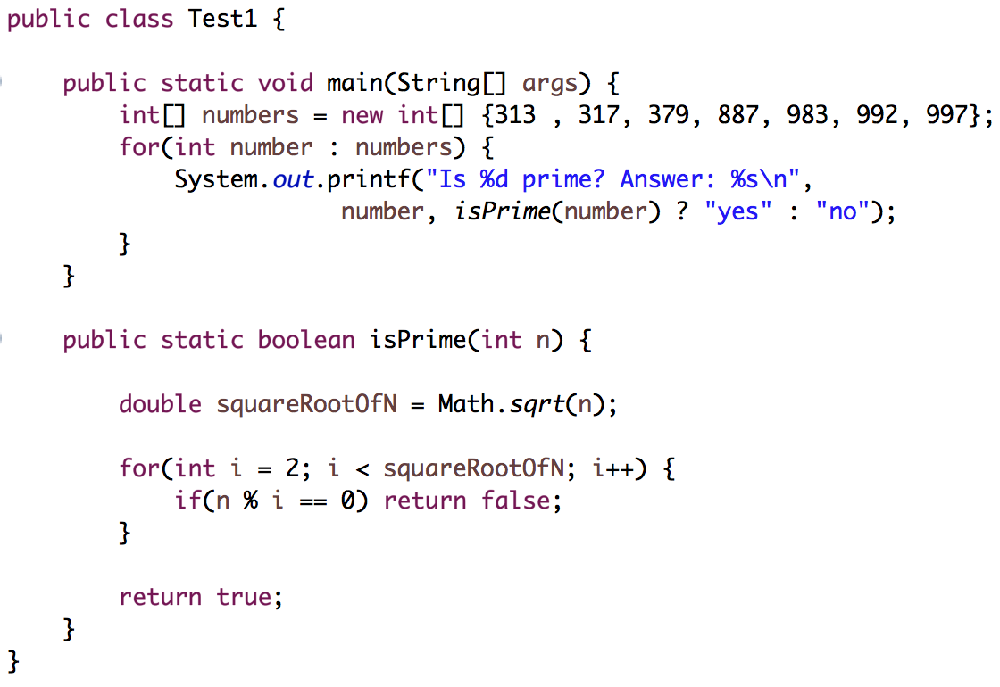 public class Test1 {
public static void main(String[] args) {
int[] numbers = new int[] {313 , 317, 379, 887, 983, 992, 997};
for(int number : numbers) {
System.out.printf("Is %d prime? Answer: %s\n",
number, isPrime(number) ? "yes" : "no");
}
}
public static boolean isPrime(int n) {
double squareRootOfN = Math.sqrt(n);
for(int i = 2; i < squareRootOfN; i++) {
if(n % i == 0) return false;
}
return true;
}
}